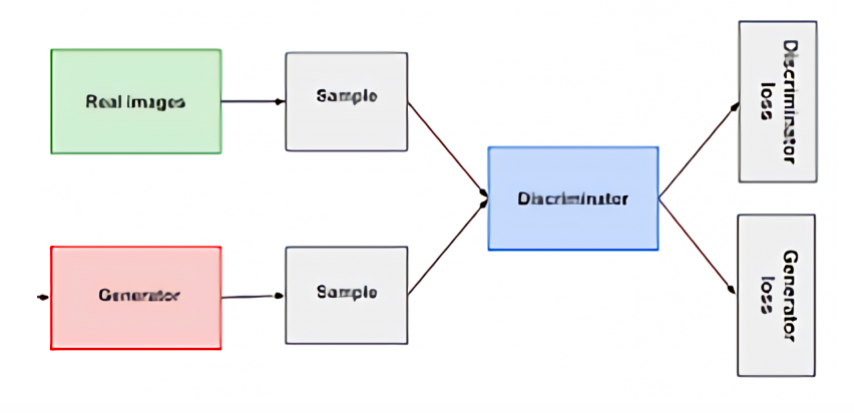 Real Images
Sample
Generator
Sample
Discriminator
Discriminator
loss
Generator
loss